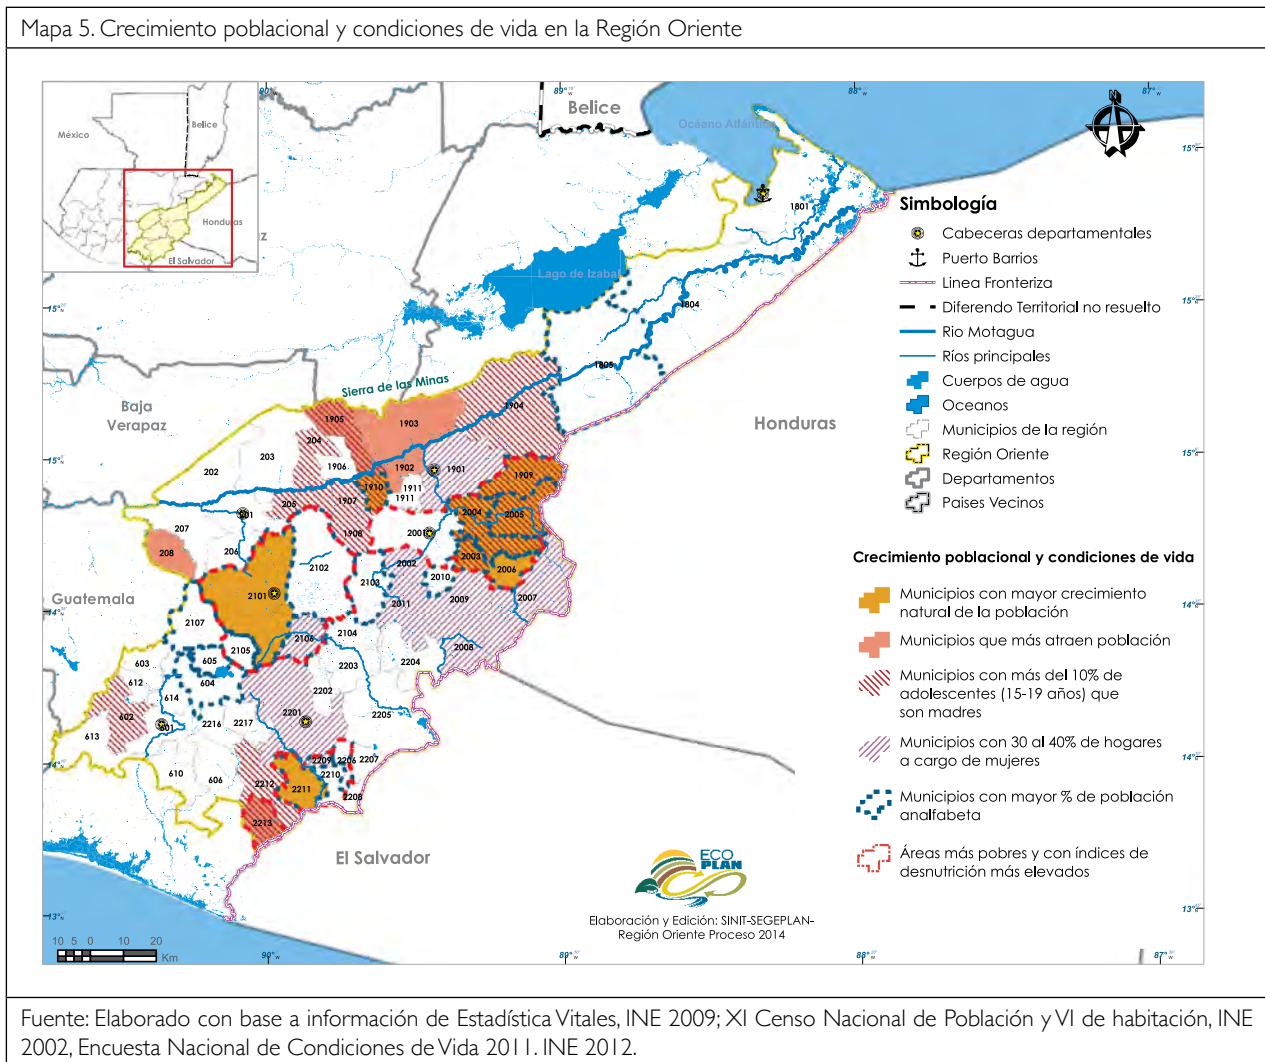 Mapa 5. Crecimiento poblacional y condiciones de vida en la Región Oriente
México
Belice
Honduras
El Salvador
Belice
Océano Atlántico
Lago de Izabal
Sierra de las Minas
Baja
Verapaz
Honduras
Guatemala
El Salvador
1801
1804
1805
1905
1903
1904
204
203
202
1906
1902
1901
1909
1910
1911
1911
1907
205
201
207
208
206
1908
2001
2004
2005
2003
2006
2002
2010
2102
2103
2101
2011
2009
2007
2107
2104
2106
2105
2008
603
605
604
612
614
602
601
613
2203
2204
2202
2201
2205
2216
2217
2209
2206
2207
2210
2208
610
606
2212
2211
2213
Simbología
Cabeceras departamentales
Puerto Barrios
Linea Fronteriza
Diferendo Territorial no resuelto
Rio Motagua
Ríos principales
Cuerpos de agua
Oceanos
Municipios de la región
Región Oriente
Departamentos
Paises Vecinos
Crecimiento poblacional y condiciones de vida
Municipios con mayor crecimiento
natural de la población
Municipios que más atraen población
Municipios con más del 10% de
adolescentes (15-19 años) que
son madres
Municipios con 30 al 40% de hogares
a cargo de mujeres
Municipios con mayor % de población
analfabeta
Áreas más pobres y con índices de
desnutrición más elevados
ECO
PLAN
Elaboración y Edición: SINIT-SEGEPLAN-
Región Oriente Proceso 2014
10 5 0 10 20
Km
Fuente: Elaborado con base a información de Estadística Vitales, INE 2009; XI Censo Nacional de Población y VI de habitación, INE
2002, Encuesta Nacional de Condiciones de Vida 2011. INE 2012.